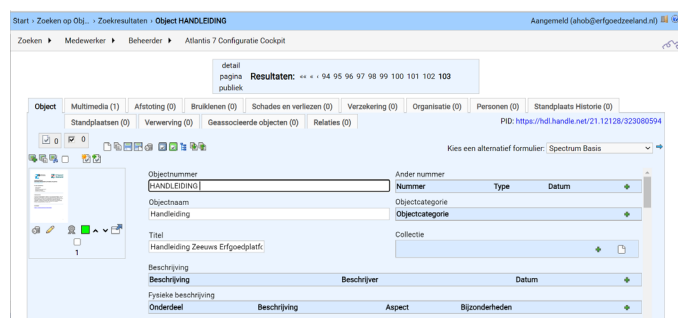 Start › Zoeken op Obj.. › Zoekresultaten › Object HANDLEIDING
Aangemeld (ahob@erfgoedzeeland.nl)
Zoeken Medewerker Beheerder Atlantis 7 Configuratie Cockpit
detail
pagina Resultaten: «« « ‹ 94 95 96 97 98 99 100 101 102 103
publiek
Object Multimedia (1) Afstoting (0) Bruiklenen (0) Schades en verliezen (0) Verzekering (0) Organisatie (0) Personen (0) Standplaats Historie (0)
Standplaatsen (0) Verwerving (0) Geassocieerde objecten (0) Relaties (0)
PID: https://hdl.handle.net/21.12128/323080594
0 0
Kies een alternatief formulier: Spectrum Basis
Objectnummer
HANDLEIDING
Ander nummer
Nummer Type Datum
Objectnaam
Handleiding
Objectcategorie
Objectcategorie
Titel
Handleiding Zeeuws Erfgoedplatfo
Collectie
1
Beschrijving
Beschrijving Beschrijver Datum
Fysieke beschrijving
Onderdeel Beschrijving Aspect Bijzonderheden